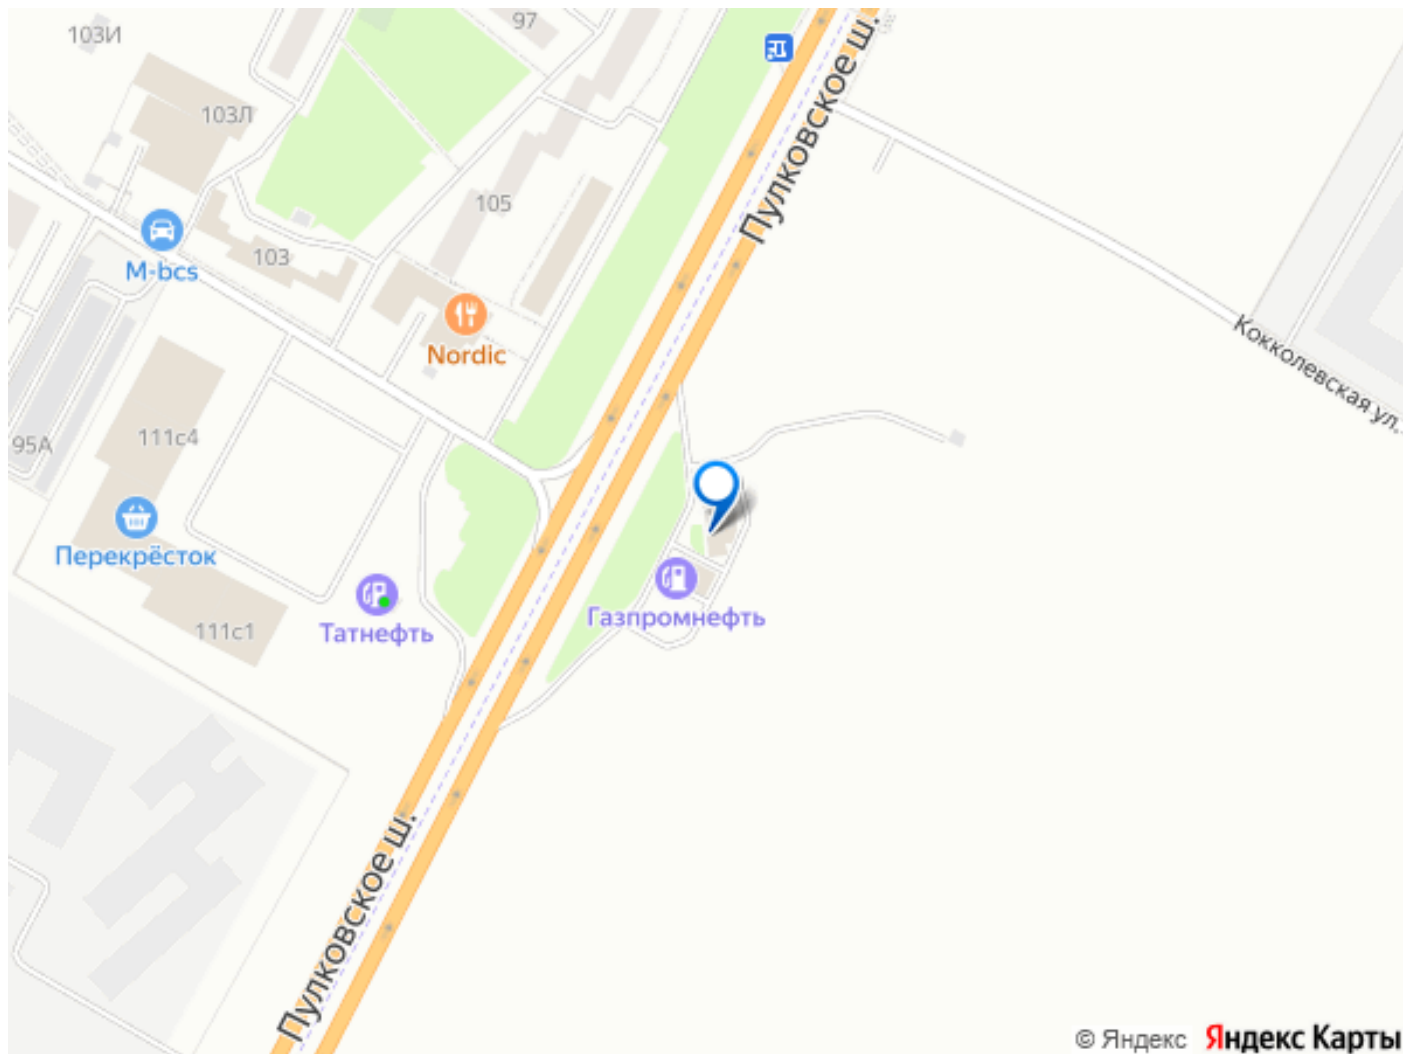 97
103И
103Л
Пулковское ш.
105
103
M-bcs
Nordic
Кокколевская ул.
95А
111с4
Перекрёсток
Газпромнефть
Татнефть
111с1
Пулковское ш.
© Яндекс Яндекс Карты